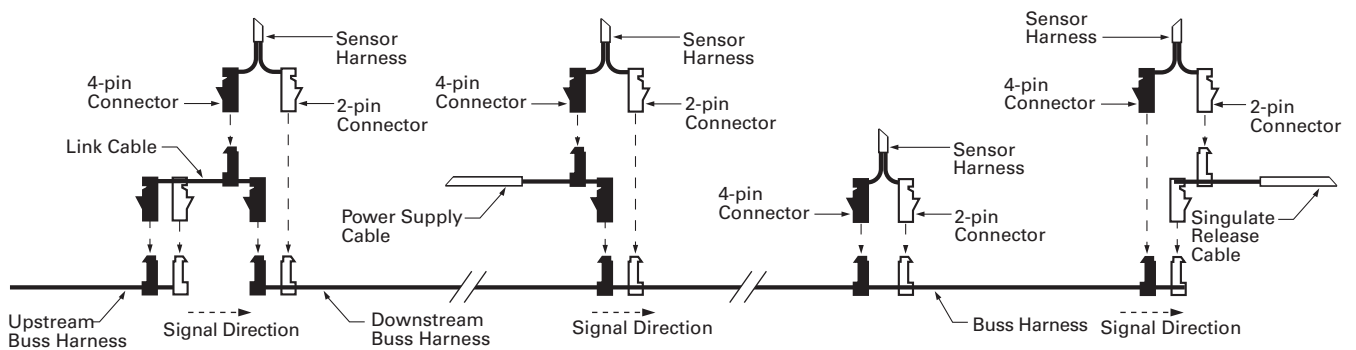 Sensor
Harness
4-pin
Connector
2-pin
Connector
Link Cable
Upstream
Buss Harness
Signal Direction
Downstream
Buss Harness
Sensor
Harness
4-pin
Connector
2-pin
Connector
Power Supply
Cable
Signal Direction
Sensor
Harness
4-pin
Connector
2-pin
Connector
Buss Harness
Sensor
Harness
4-pin
Connector
2-pin
Connector
Singulate
Release
Cable
Signal Direction